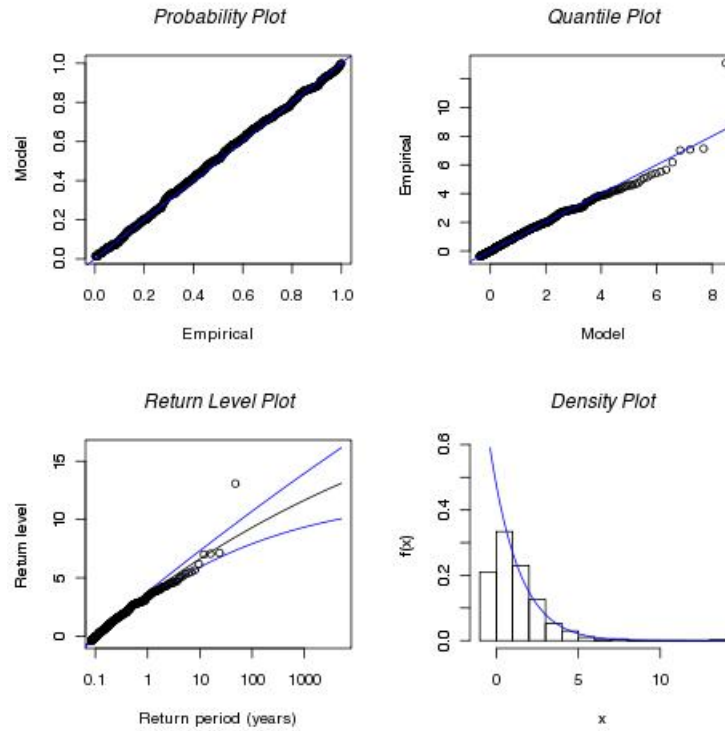 Probability Plot
Model
0.0 0.2 0.4 0.6 0.8 1.0
0.0 0.2 0.4 0.6 0.8 1.0
Empirical
Quantile Plot
Empirical
0 2 4 6 8 10
0 2 4 6 8
Model
Return Level Plot
Return level
0 5 10 15
0.1 1 10 100 1000
Return period (years)
Density Plot
f(x)
0.0 0.2 0.4 0.6
0 5 10
x